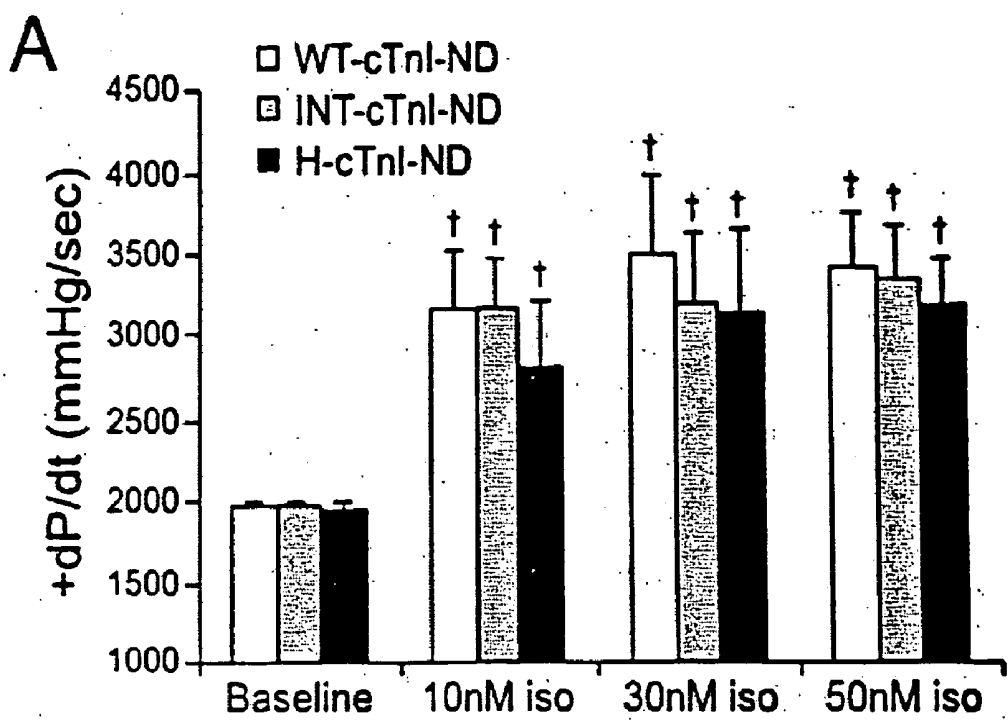 A
WT-cTnI-ND
INT-cTnI-ND
H-cTnI-ND
+dP/dt (mmHg/sec)
4500
4000
3500
3000
2500
2000
1500
1000
† † †
† † †
† † †
Baseline 10nM iso 30nM iso 50nM iso